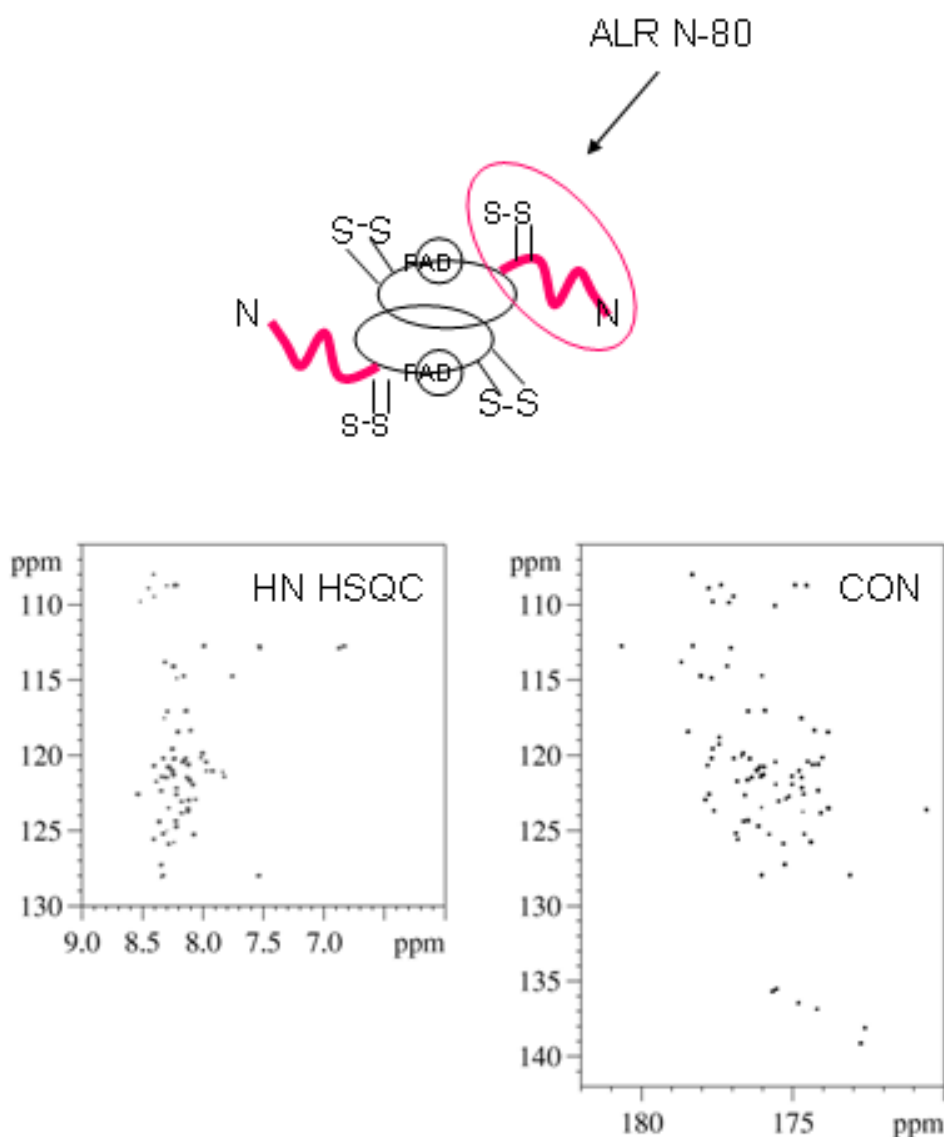 ALR N-80
S-S
S-S
FAD
N
N
FAD
S-S
S-S
ppm
HN HSQC
110
115
120
125
130
9.0 8.5 8.0 7.5 7.0 ppm
ppm
CON
110
115
120
125
130
135
140
180 175 ppm